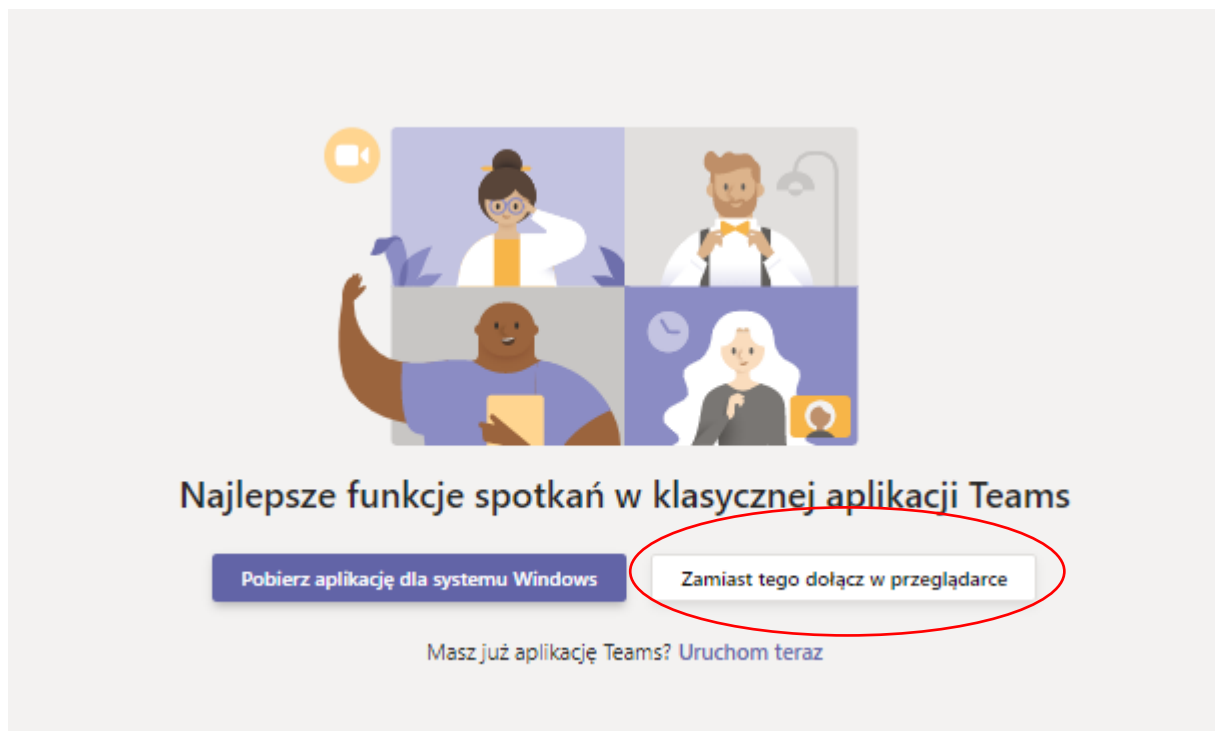 Najlepsze funkcje spotkań w klasycznej aplikacji Teams
Pobierz aplikację dla systemu Windows
Zamiast tego dołącz w przeglądarce
Masz już aplikację Teams? Uruchom teraz